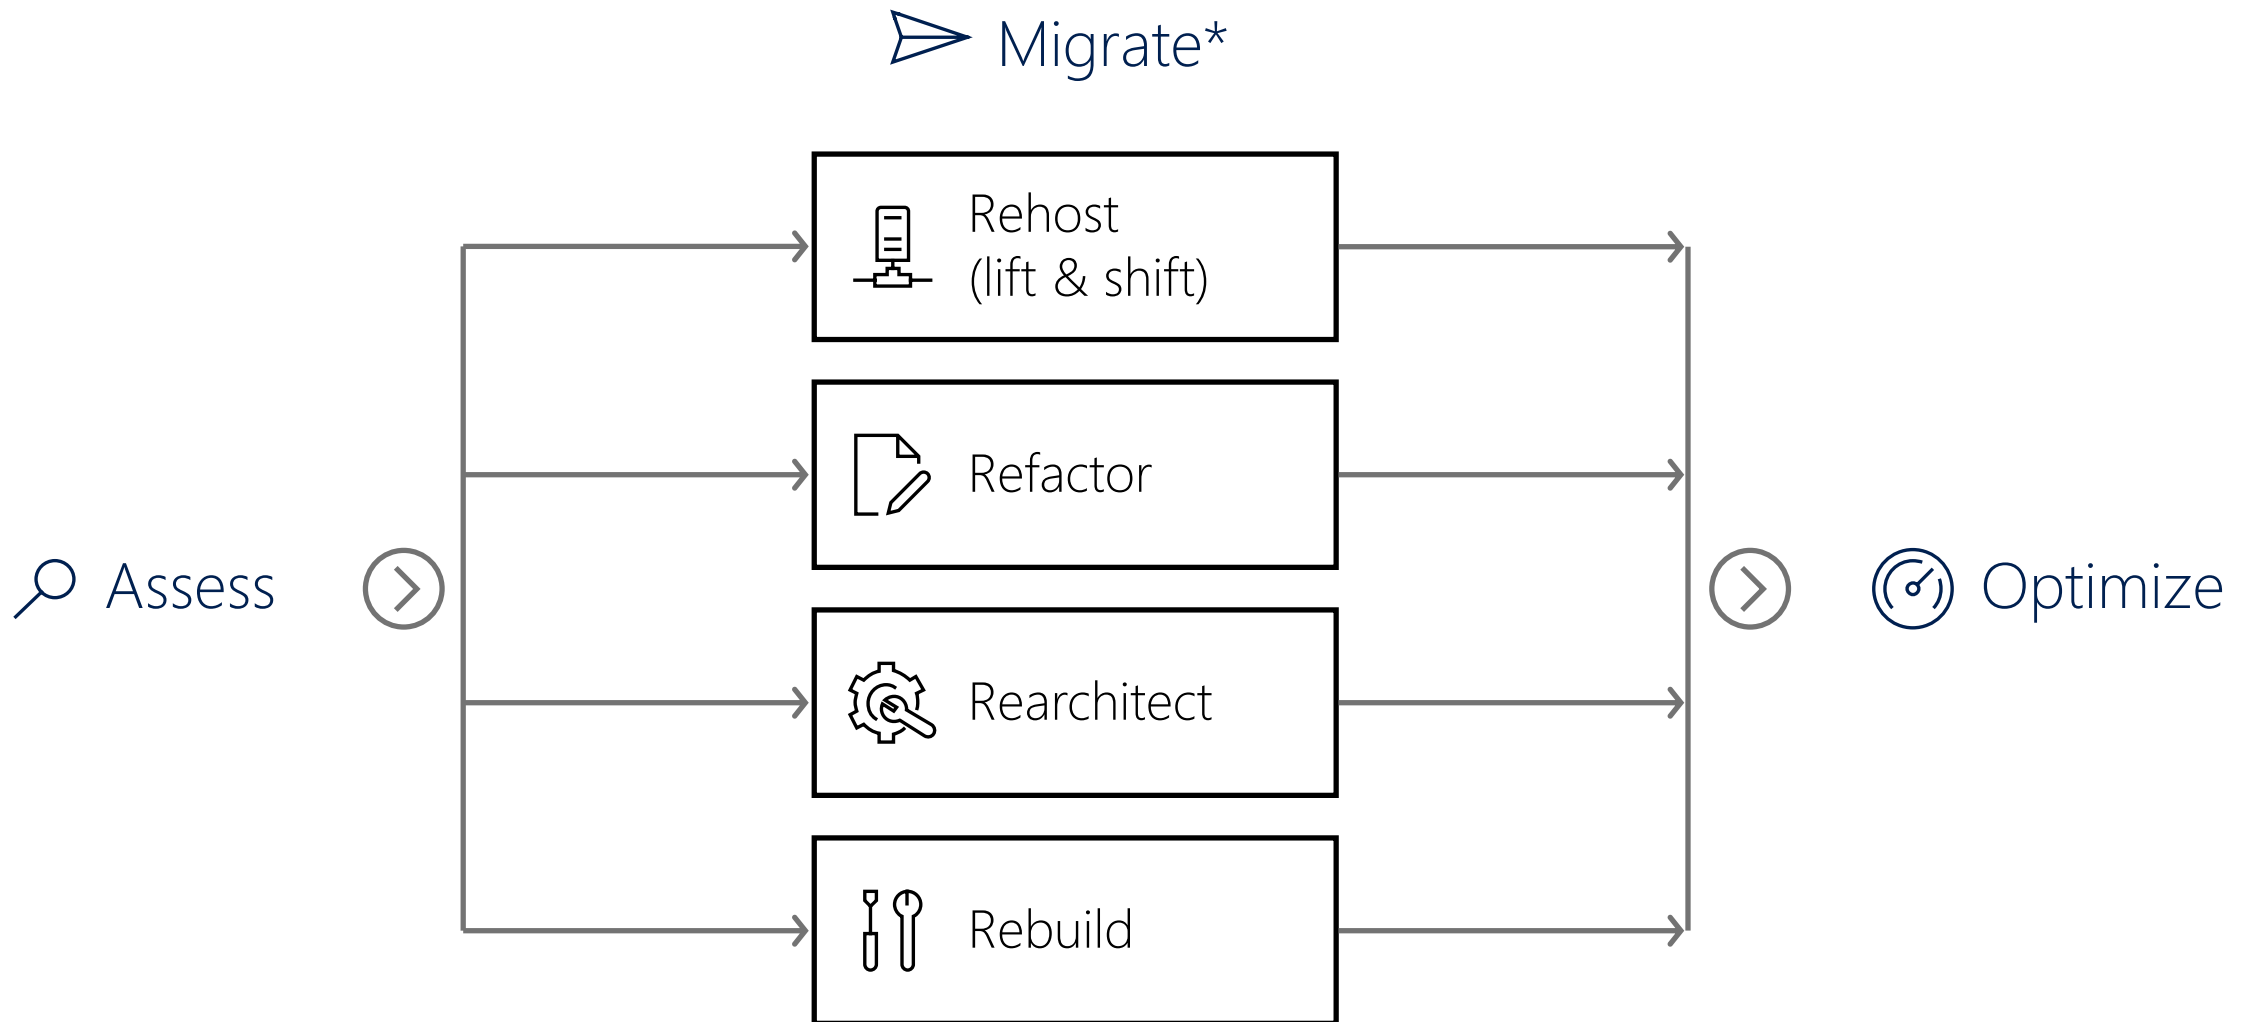 Migrate*
Rehost
(lift & shift)
Refactor
Assess
Optimize
Rearchitect
Rebuild